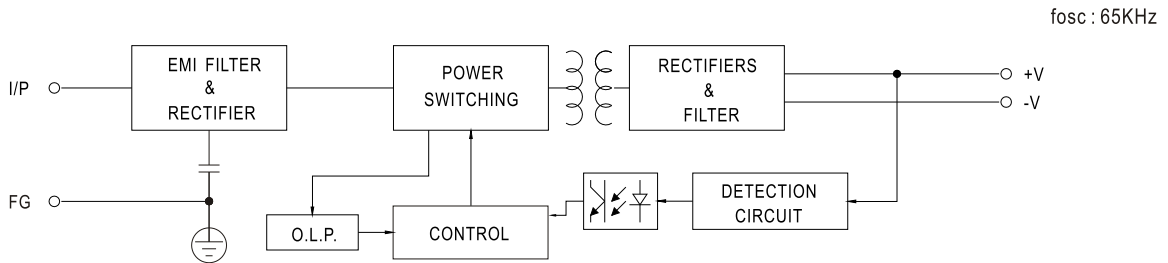 fosc : 65KHz
I/P
EMI FILTER
&
RECTIFIER
POWER
SWITCHING
RECTIFIERS
&
FILTER
+V
-V
FG
O.L.P.
CONTROL
DETECTION
CIRCUIT